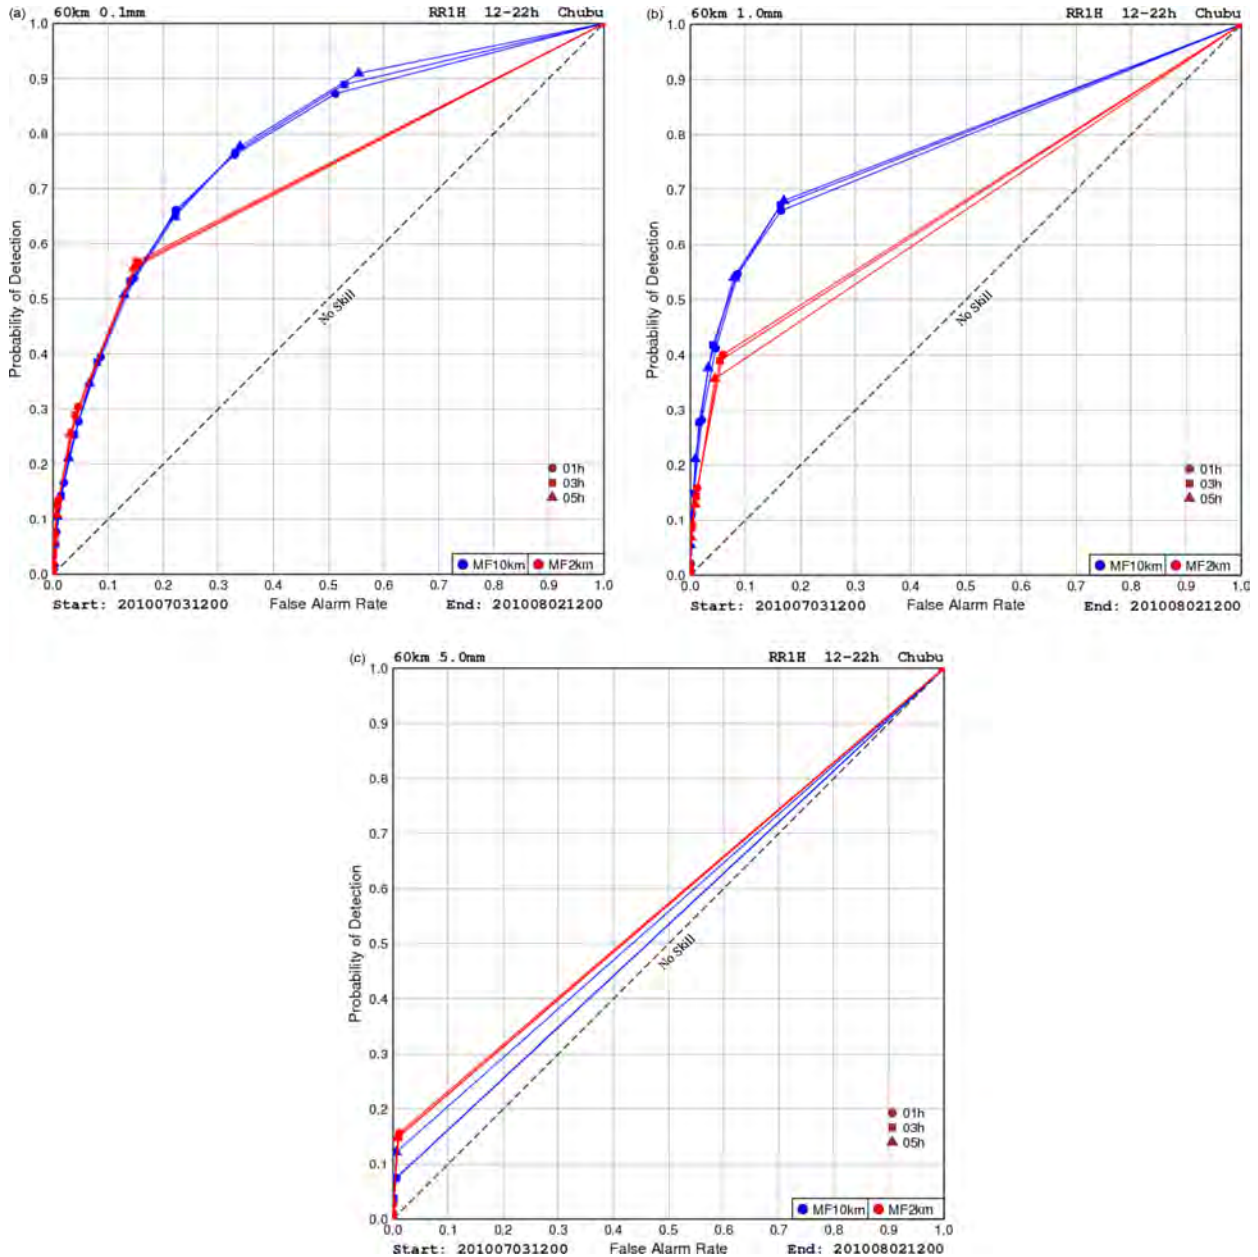 (a) 60km 0.1mm RR1H 12-22h Chubu
1.0
0.9
0.8
0.7
0.6
0.5
0.4
0.3
0.2
0.1
0.0
Probability of Detection
No Skill
01h
03h
05h
MF10km MF2km
0.0 0.1 0.2 0.3 0.4 0.5 0.6 0.7 0.8 0.9 1.0
Start: 201007031200 False Alarm Rate End: 201008021200
(b) 60km 1.0mm RR1H 12-22h Chubu
1.0
0.9
0.8
0.7
0.6
0.5
0.4
0.3
0.2
0.1
0.0
Probability of Detection
No Skill
01h
03h
05h
MF10km MF2km
0.0 0.1 0.2 0.3 0.4 0.5 0.6 0.7 0.8 0.9 1.0
Start: 201007031200 False Alarm Rate End: 201008021200
(c) 60km 5.0mm RR1H 12-22h Chubu
1.0
0.9
0.8
0.7
0.6
0.5
0.4
0.3
0.2
0.1
0.0
Probability of Detection
No Skill
01h
03h
05h
MF10km MF2km
0.0 0.1 0.2 0.3 0.4 0.5 0.6 0.7 0.8 0.9 1.0
Start: 201007031200 False Alarm Rate End: 201008021200